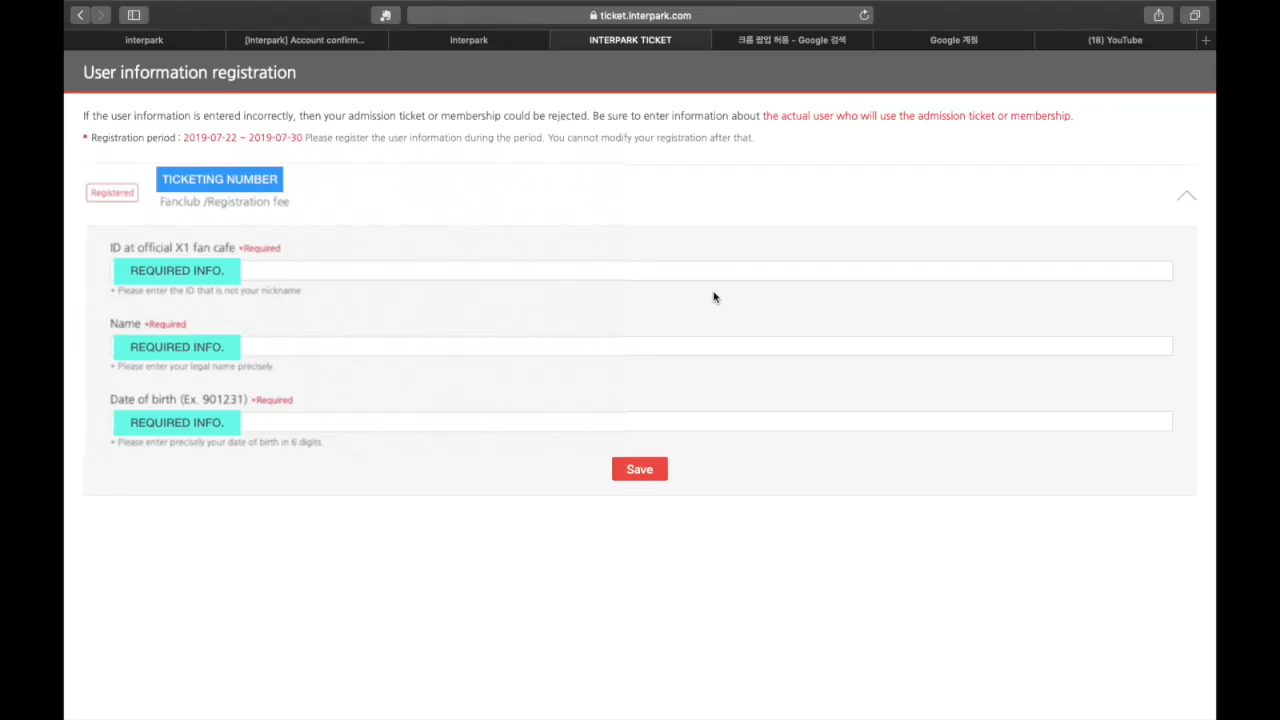 ticket.interpark.com
interpark
[Interpark] Account confirm...
interpark
INTERPARK TICKET
크롬 팝업 허용 - Google 검색
Google 계정
(18) YouTube
User information registration
If the user information is entered incorrectly, then your admission ticket or membership could be rejected. Be sure to enter information about the actual user who will use the admission ticket or membership.
* Registration period : 2019-07-22 ~ 2019-07-30 Please register the user information during the period. You cannot modify your registration after that.
Registered
TICKETING NUMBER
Fanclub /Registration fee
ID at official X1 fan cafe *Required
REQUIRED INFO.
* Please enter the ID that is not your nickname
Name *Required
REQUIRED INFO.
* Please enter your legal name precisely.
Date of birth (Ex. 901231) *Required
REQUIRED INFO.
* Please enter precisely your date of birth in 6 digits.
Save